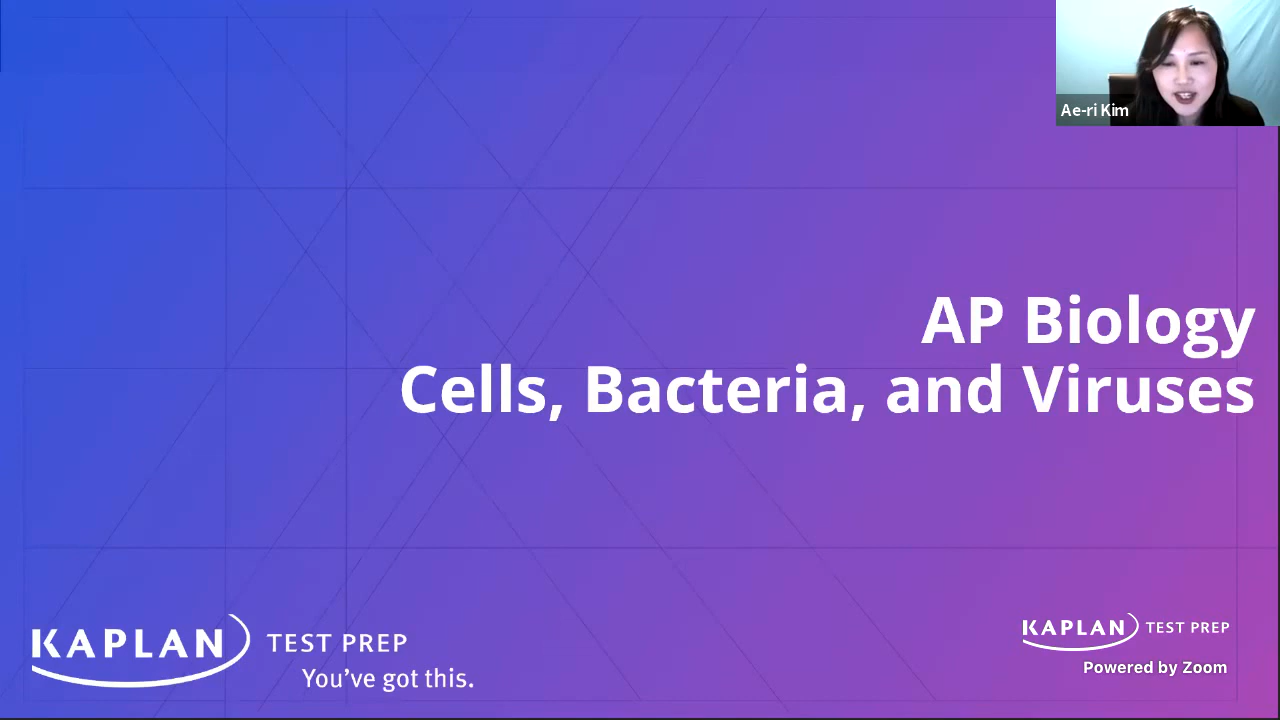 Ae-ri Kim
AP Biology
Cells, Bacteria, and Viruses
KAPLAN TEST PREP
You've got this.
KAPLAN TEST PREP
Powered by Zoom